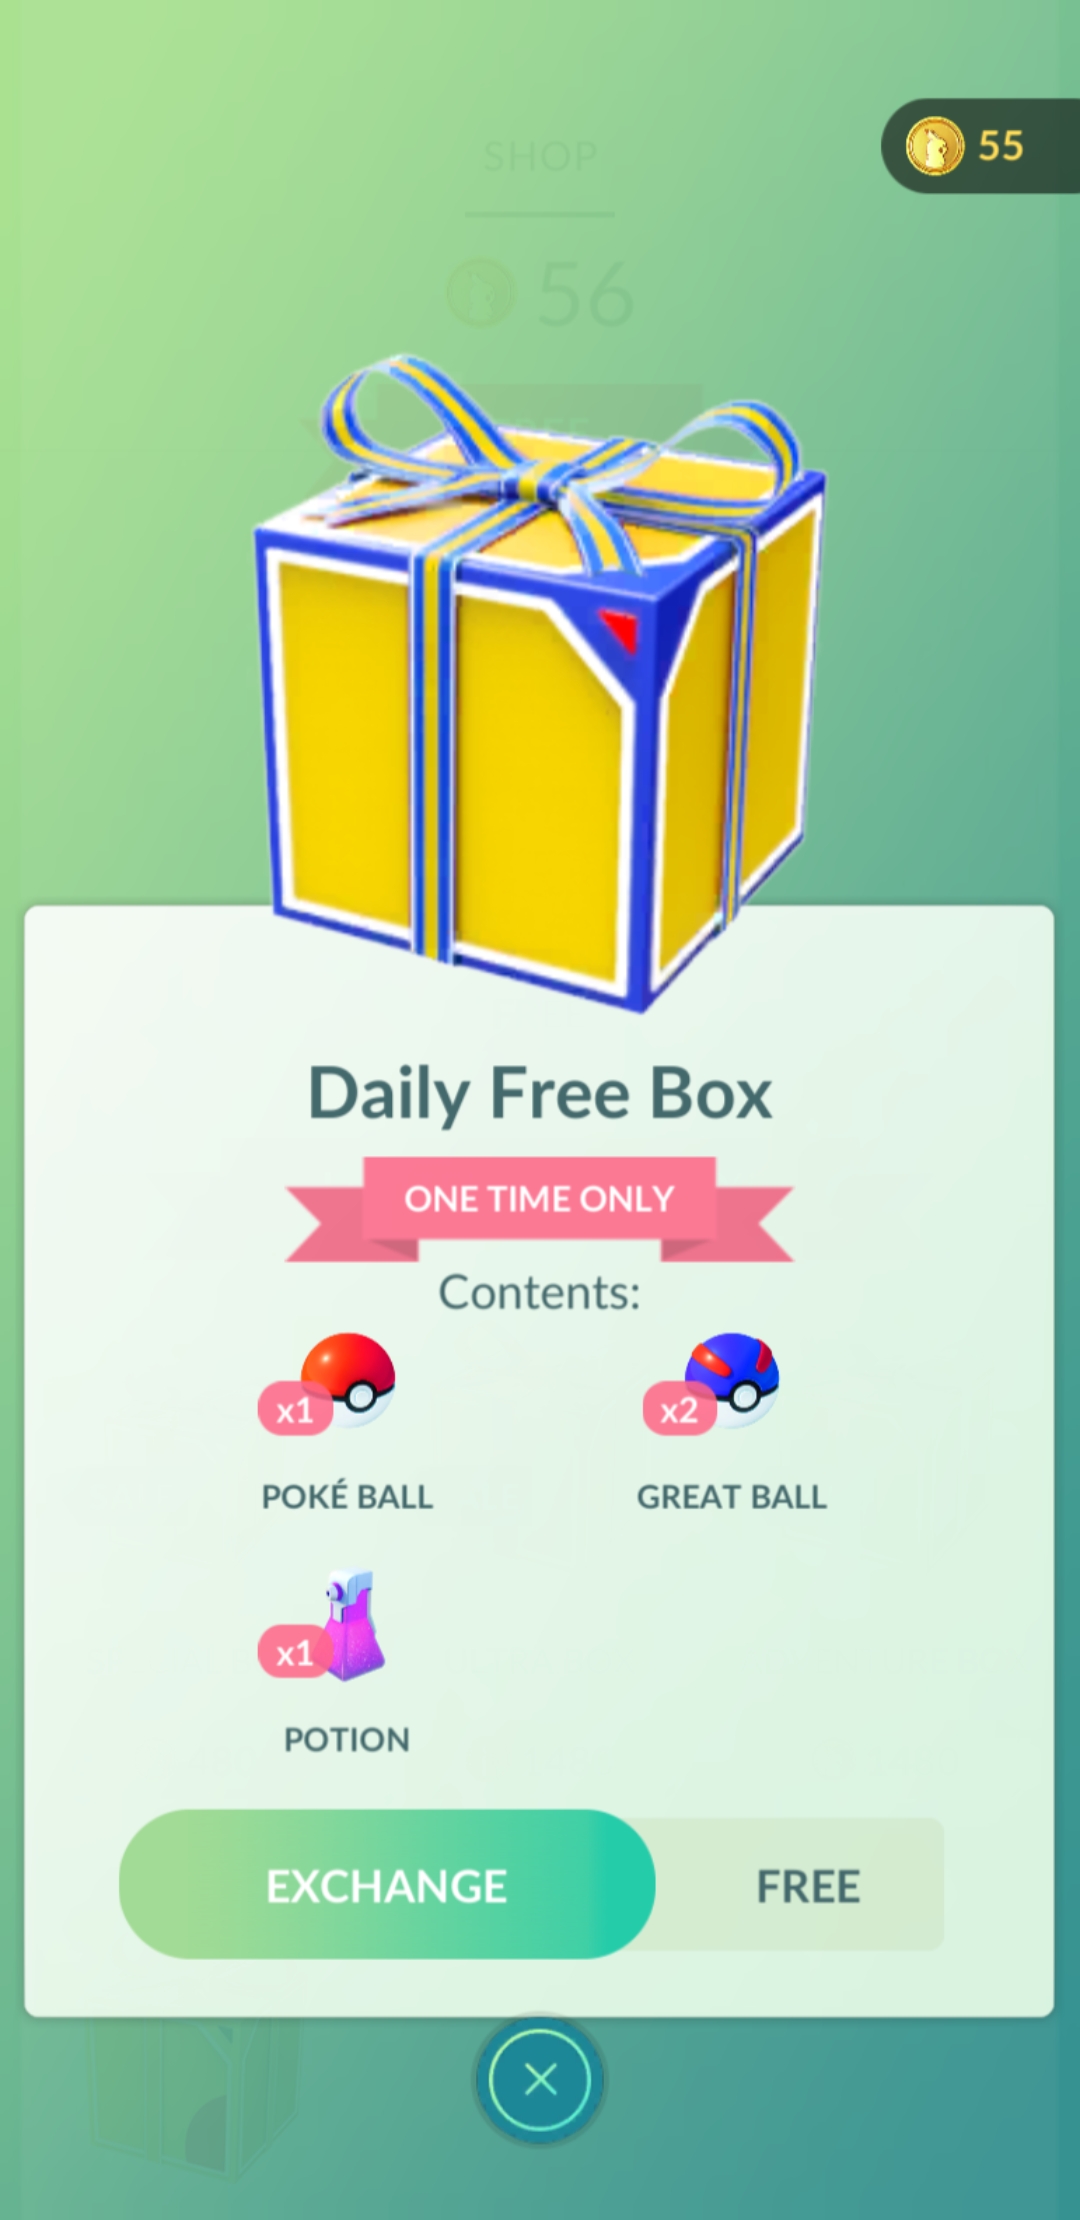 55
SHOP
56
FREE
Daily Free Box
ONE TIME ONLY
Contents:
x1
x2
POKÉ BALL
GREAT BALL
x1
POTION
EXCHANGE
FREE